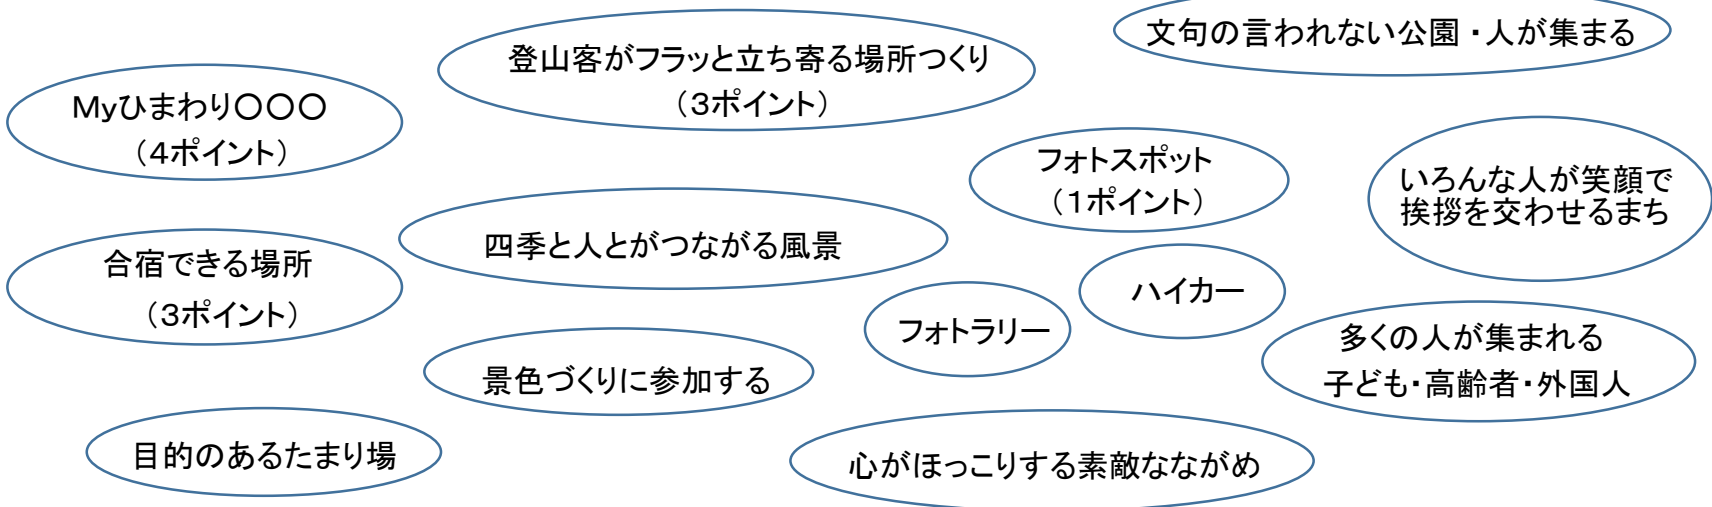 文句の言われない公園・人が集まる
登山客がフラッと立ち寄る場所つくり
（3ポイント）
Myひまわり〇〇〇
（4ポイント）
フォトスポット
（1ポイント）
いろんな人が笑顔で
挨拶を交わせるまち
四季と人とがつながる風景
合宿できる場所
（3ポイント）
ハイカー
フォトラリー
多くの人が集まれる
子ども・高齢者・外国人
景色づくりに参加する
目的のあるたまり場
心がほっこりする素敵なながめ